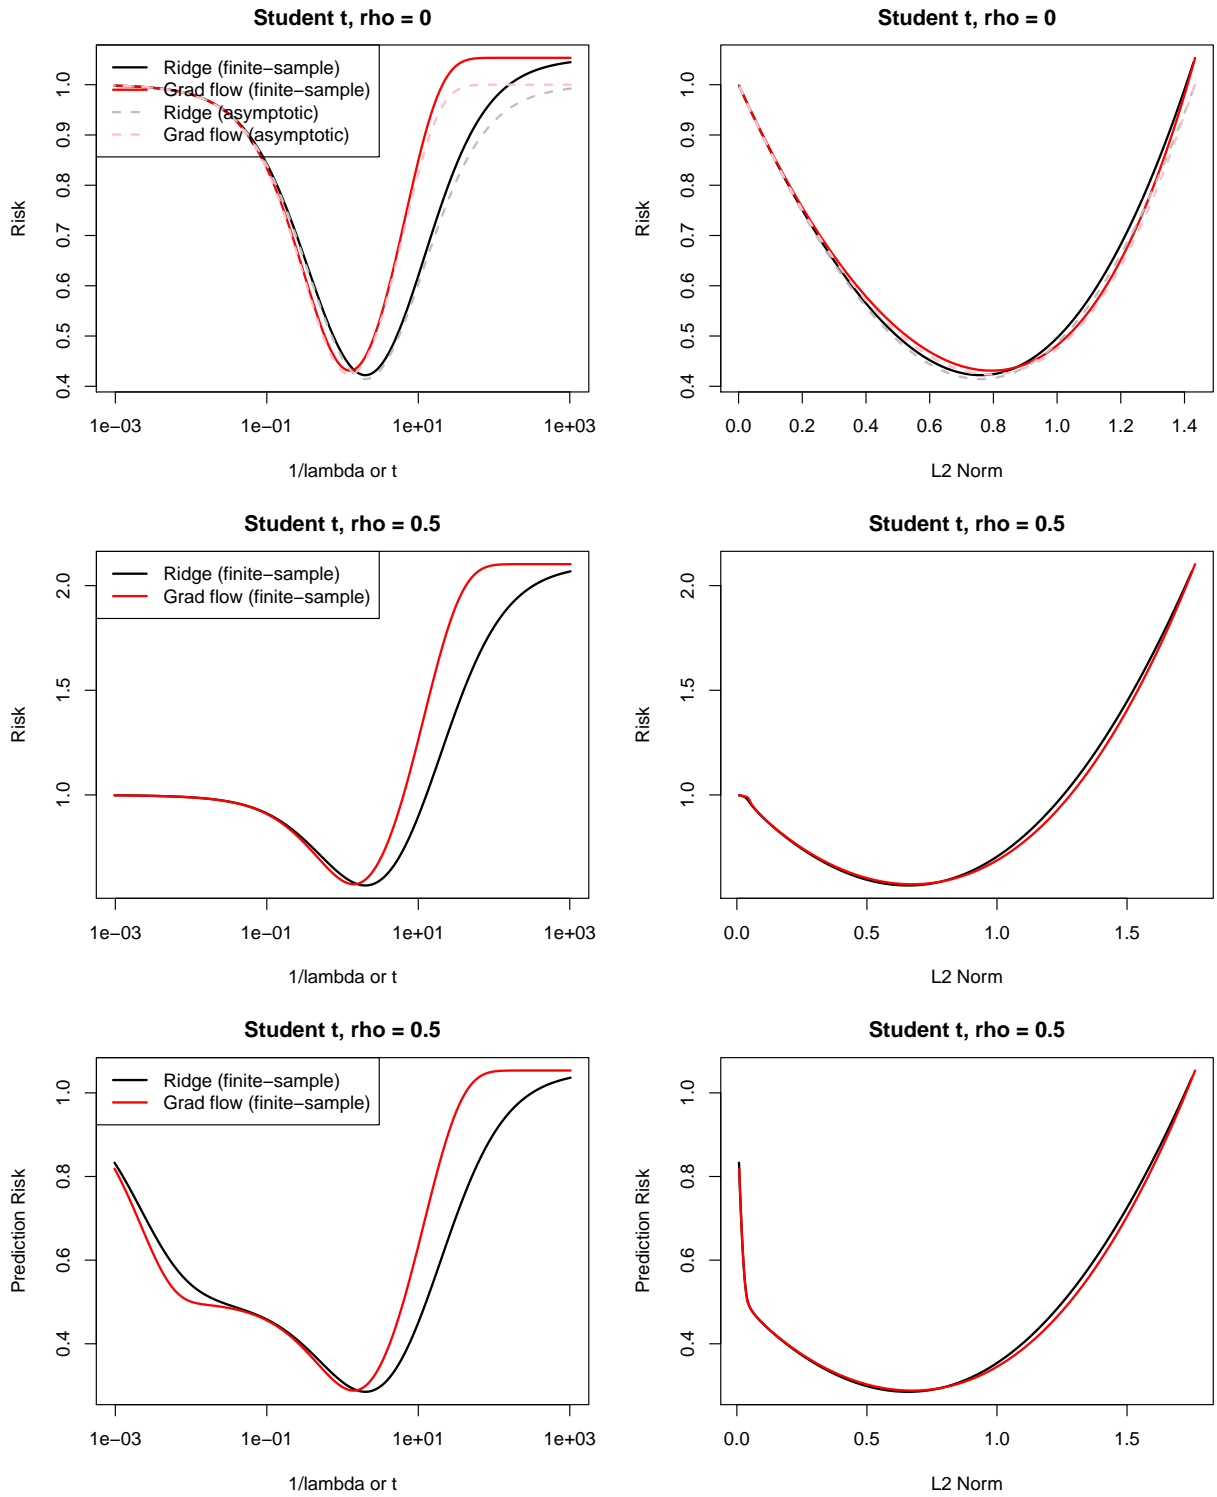 Student t, rho = 0
Risk
1.0
0.9
0.8
0.7
0.6
0.5
0.4
Ridge (finite−sample)
Grad flow (finite−sample)
Ridge (asymptotic)
Grad flow (asymptotic)
1e−03
1e−01
1e+01
1e+03
1/lambda or t
Student t, rho = 0
Risk
1.0
0.9
0.8
0.7
0.6
0.5
0.4
0.0
0.2
0.4
0.6
0.8
1.0
1.2
1.4
L2 Norm
Student t, rho = 0.5
Risk
2.0
1.5
1.0
Ridge (finite−sample)
Grad flow (finite−sample)
1e−03
1e−01
1e+01
1e+03
1/lambda or t
Student t, rho = 0.5
Risk
2.0
1.5
1.0
0.0
0.5
1.0
1.5
L2 Norm
Student t, rho = 0.5
Prediction Risk
1.0
0.8
0.6
0.4
Ridge (finite−sample)
Grad flow (finite−sample)
1e−03
1e−01
1e+01
1e+03
1/lambda or t
Student t, rho = 0.5
Prediction Risk
1.0
0.8
0.6
0.4
0.0
0.5
1.0
1.5
L2 Norm